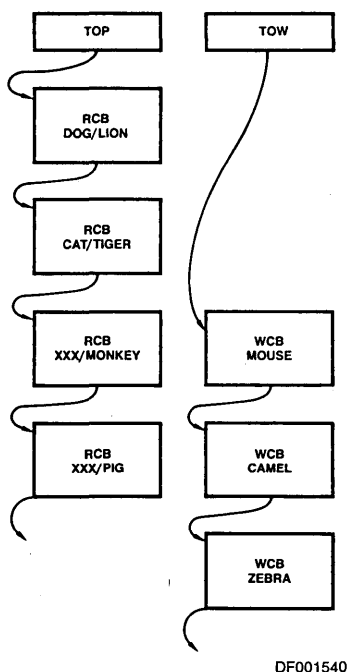 TOP
TOW
RCB
DOG/LION
RCB
CAT/TIGER
RCB
XXX/MONKEY
WCB
MOUSE
RCB
XXX/PIG
WCB
CAMEL
WCB
ZEBRA
DF001540